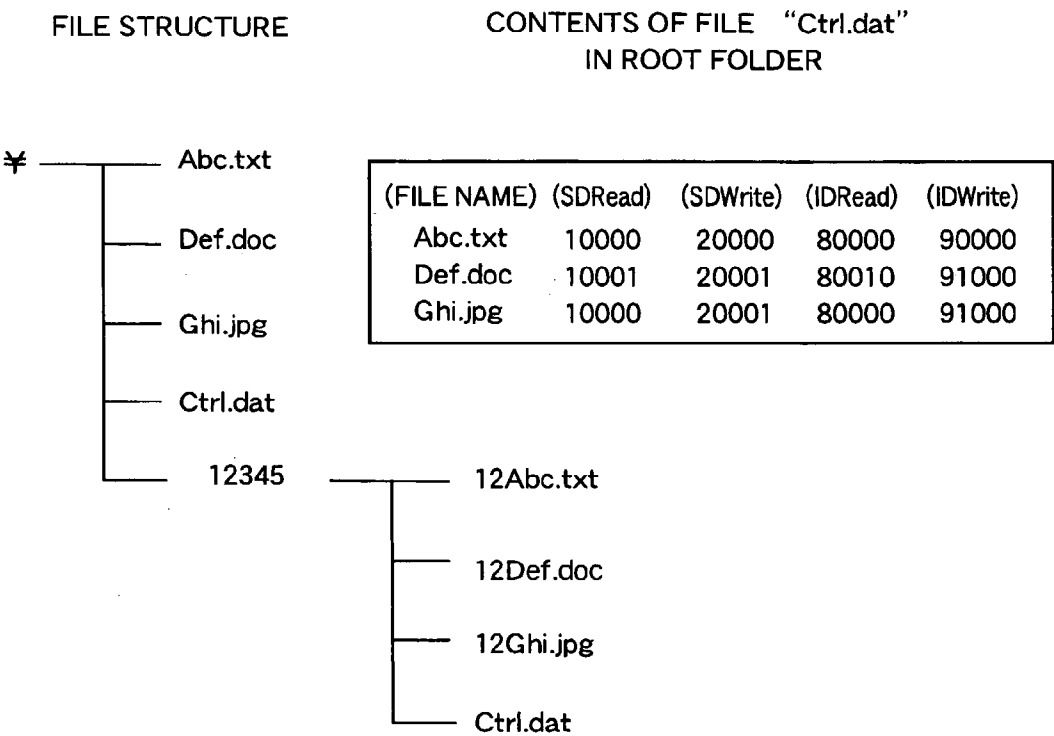 FILE STRUCTURE
CONTENTS OF FILE “Ctrl.dat”
IN ROOT FOLDER
¥
Abc.txt
Def.doc
Ghi.jpg
Ctrl.dat
12345
(FILE NAME) (SDRead) (SDWrite) (IDRead) (IDWrite)
Abc.txt 10000 20000 80000 90000
Def.doc 10001 20001 80010 91000
Ghi.jpg 10000 20001 80000 91000
12Abc.txt
12Def.doc
12Ghi.jpg
Ctrl.dat